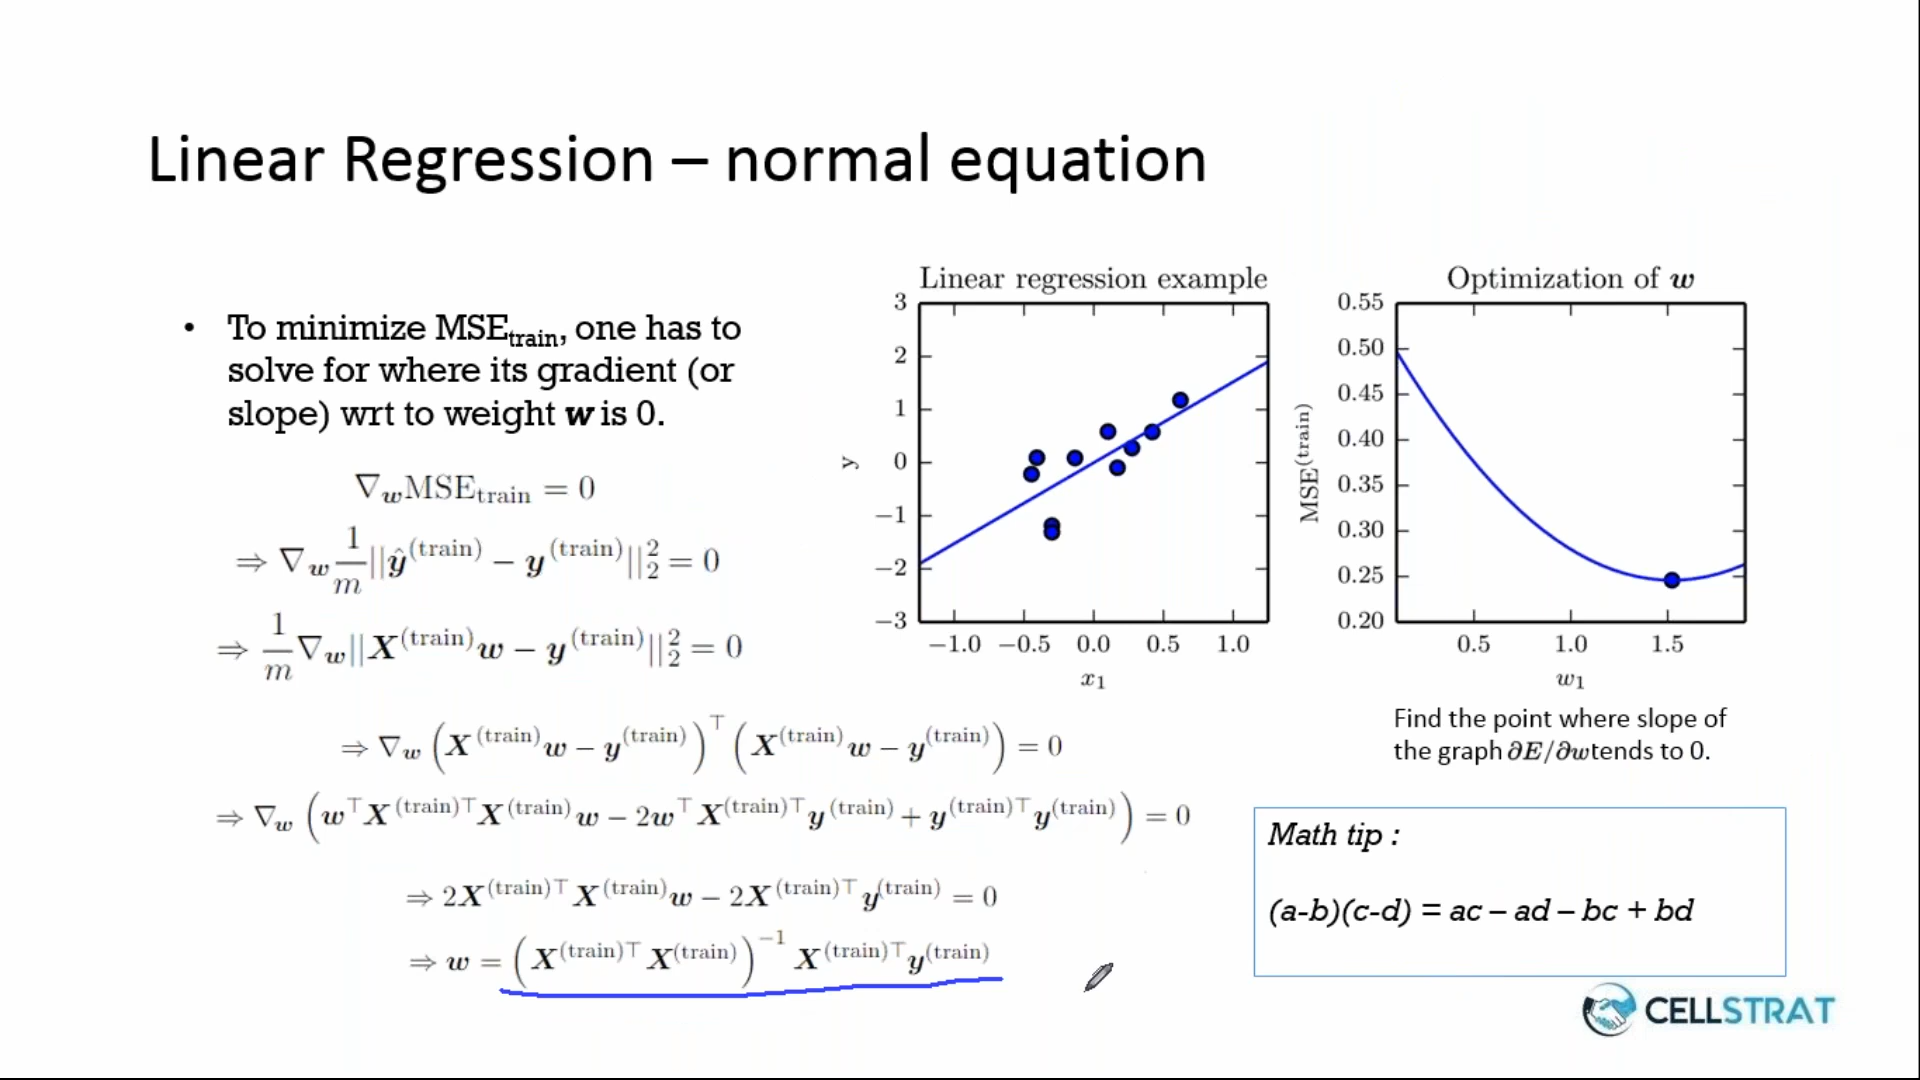 Linear Regression – normal equation
• To minimize MSE_train, one has to
solve for where its gradient (or
slope) wrt to weight w is 0.
∇_w MSE_train = 0
⇒ ∇_w 1/m ||ŷ^(train) − y^(train)||₂² = 0
⇒ 1/m ∇_w ||X^(train) w − y^(train)||₂² = 0
⇒ ∇_w (X^(train) w − y^(train))^⊤ (X^(train) w − y^(train)) = 0
⇒ ∇_w (w^⊤ X^(train)⊤ X^(train) w − 2w^⊤ X^(train)⊤ y^(train) + y^(train)⊤ y^(train)) = 0
⇒ 2X^(train)⊤ X^(train) w − 2X^(train)⊤ y^(train) = 0
⇒ w = (X^(train)⊤ X^(train))^−1 X^(train)⊤ y^(train)
Linear regression example
3
2
1
0
−1
−2
−3
y
−1.0 −0.5 0.0 0.5 1.0
x₁
Optimization of w
0.55
0.50
0.45
0.40
0.35
0.30
0.25
0.20
MSE^(train)
0.5 1.0 1.5
w₁
Find the point where slope of
the graph ∂E/∂w tends to 0.
Math tip :
(a-b)(c-d) = ac – ad – bc + bd
CELLSTRAT